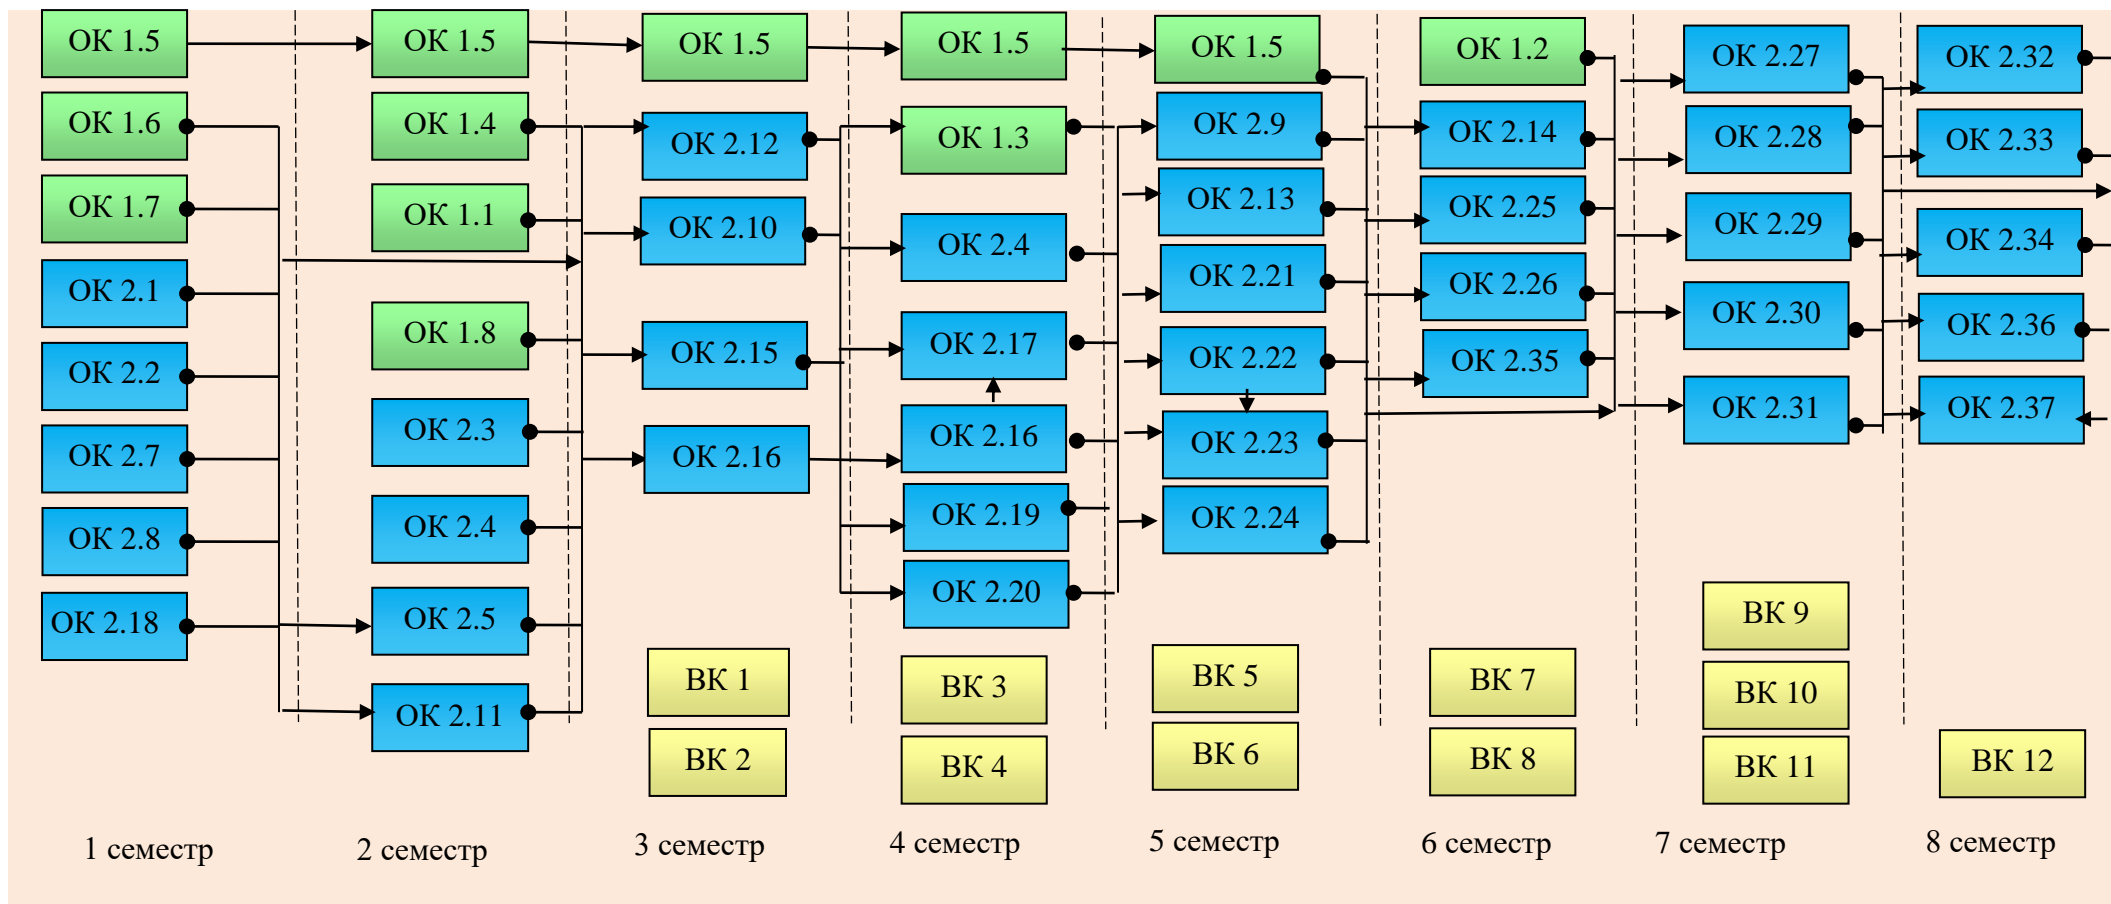 ОК 1.5
ОК 1.6
ОК 1.7
ОК 2.1
ОК 2.2
ОК 2.7
ОК 2.8
ОК 2.18
1 семестр
ОК 1.5
ОК 1.4
ОК 1.1
ОК 1.8
ОК 2.3
ОК 2.4
ОК 2.5
ОК 2.11
2 семестр
ОК 1.5
ОК 2.12
ОК 2.10
ОК 2.15
ОК 2.16
ВК 1
ВК 2
3 семестр
ОК 1.5
ОК 1.3
ОК 2.4
ОК 2.17
ОК 2.16
ОК 2.19
ОК 2.20
ВК 3
ВК 4
4 семестр
ОК 1.5
ОК 2.9
ОК 2.13
ОК 2.21
ОК 2.22
ОК 2.23
ОК 2.24
ВК 5
ВК 6
5 семестр
ОК 1.2
ОК 2.14
ОК 2.25
ОК 2.26
ОК 2.35
ВК 7
ВК 8
6 семестр
ОК 2.27
ОК 2.28
ОК 2.29
ОК 2.30
ОК 2.31
ВК 9
ВК 10
ВК 11
7 семестр
ОК 2.32
ОК 2.33
ОК 2.34
ОК 2.36
ОК 2.37
ВК 12
8 семестр